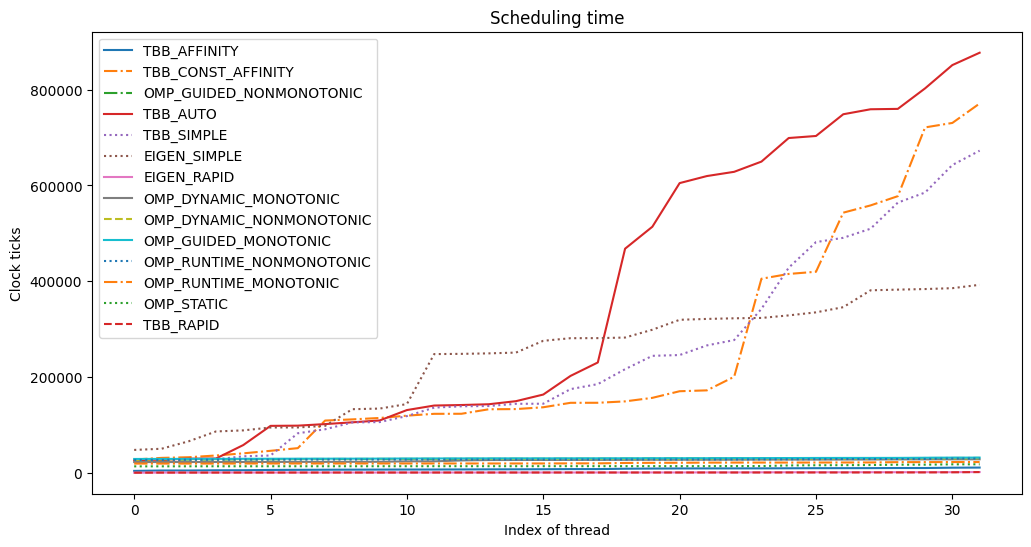 Scheduling time
TBB_AFFINITY
TBB_CONST_AFFINITY
OMP_GUIDED_NONMONOTONIC
TBB_AUTO
TBB_SIMPLE
EIGEN_SIMPLE
EIGEN_RAPID
OMP_DYNAMIC_MONOTONIC
OMP_DYNAMIC_NONMONOTONIC
OMP_GUIDED_MONOTONIC
OMP_RUNTIME_NONMONOTONIC
OMP_RUNTIME_MONOTONIC
OMP_STATIC
TBB_RAPID
Clock ticks
800000
600000
400000
200000
0
0 5 10 15 20 25 30
Index of thread